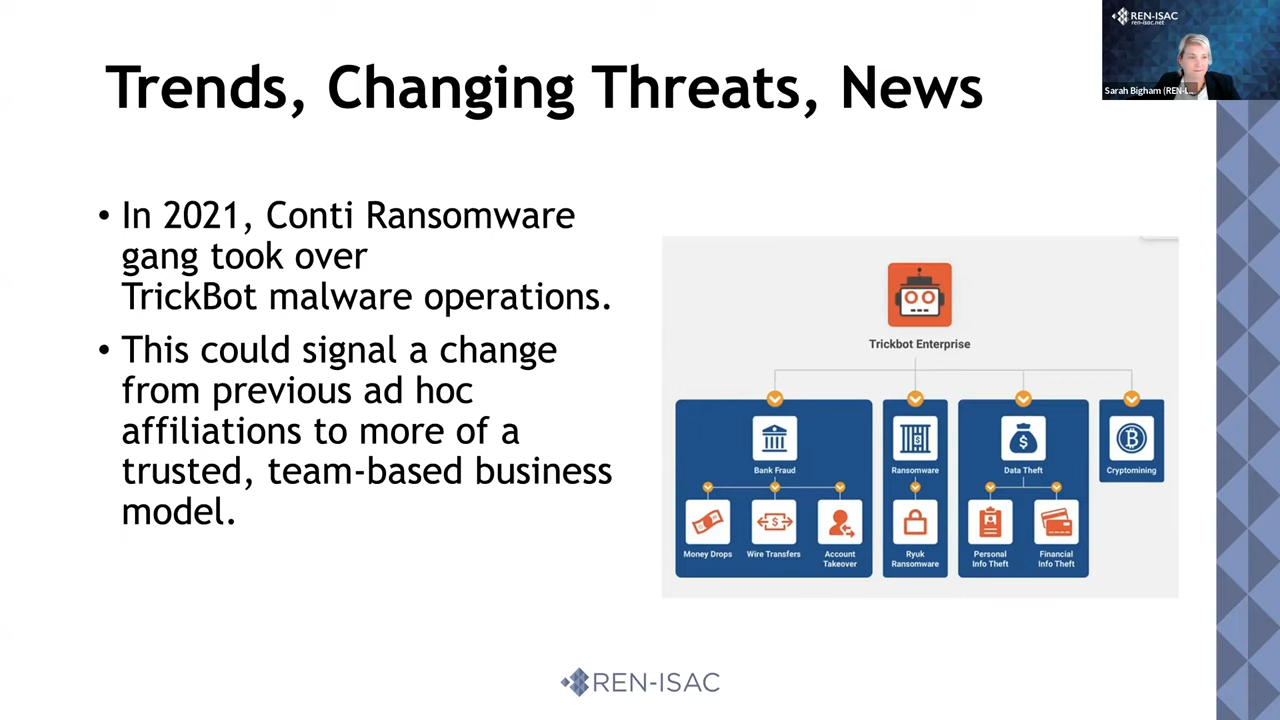 REN-ISAC
ren-isac.net
Sarah Bigham (REN-I...
Trends, Changing Threats, News
• In 2021, Conti Ransomware
gang took over
TrickBot malware operations.
• This could signal a change
from previous ad hoc
affiliations to more of a
trusted, team-based business
model.
Trickbot Enterprise
Bank Fraud
Ransomware
Data Theft
Cryptomining
Money Drops
Wire Transfers
Account
Takeover
Ryuk
Ransomware
Personal
Info Theft
Financial
Info Theft
REN-ISAC